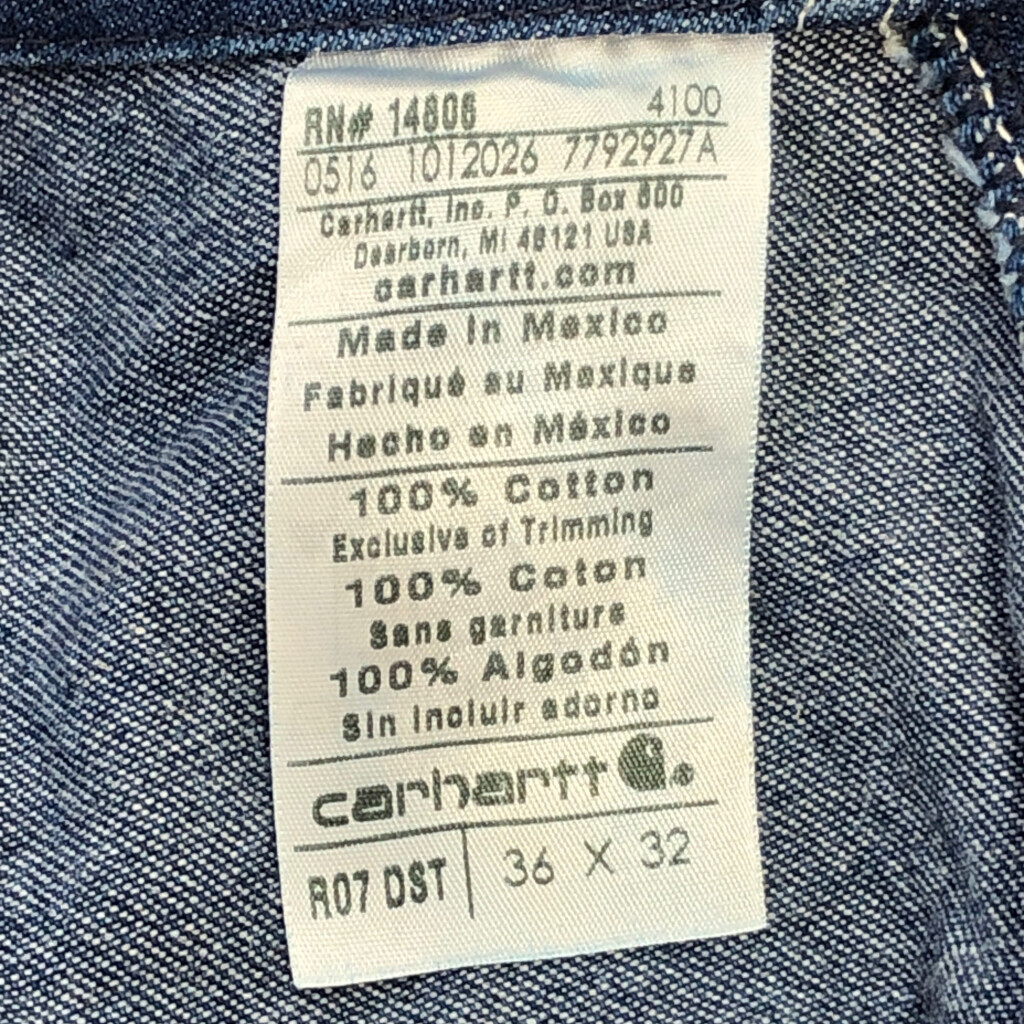 RN# 14806 4100
0516 1012026 7792927A
Carhartt, Inc. P. O. Box 600
Dearborn, MI 48121 USA
carhartt.com
Made in Mexico
Fabriqué au Mexique
Hecho en México
100% Cotton
Exclusive of Trimming
100% Coton
Sans garniture
100% Algodón
Sin incluir adorno
carhartt ®
R07 DST 36 X 32